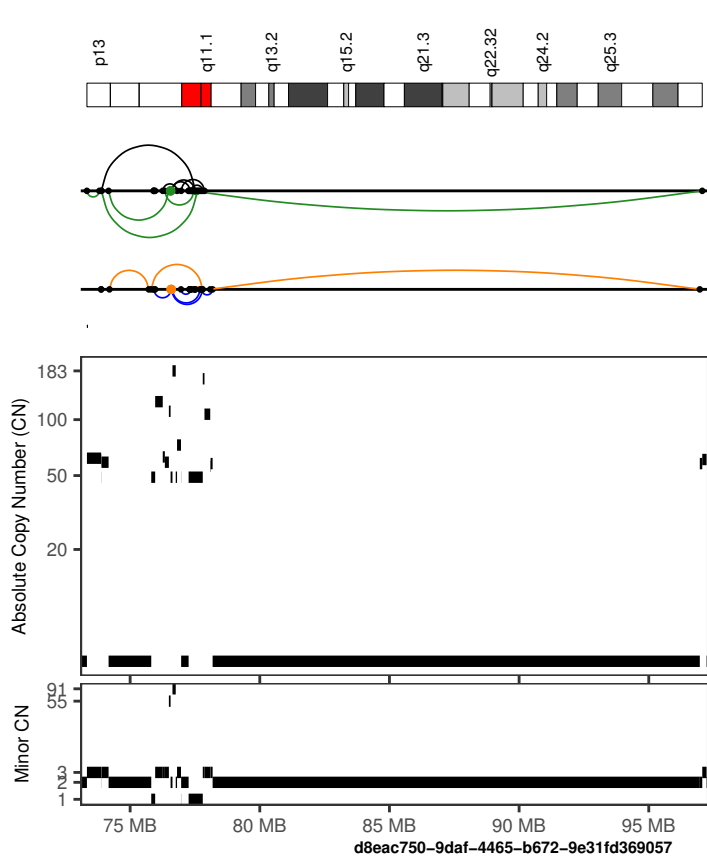 p13
q11.1
q13.2
q15.2
q21.3
q22.32
q24.2
q25.3
Absolute Copy Number (CN)
183
100
50
20
Minor CN
91
55
3
2
1
75 MB 80 MB 85 MB 90 MB 95 MB
d8eac750−9daf−4465−b672−9e31fd369057